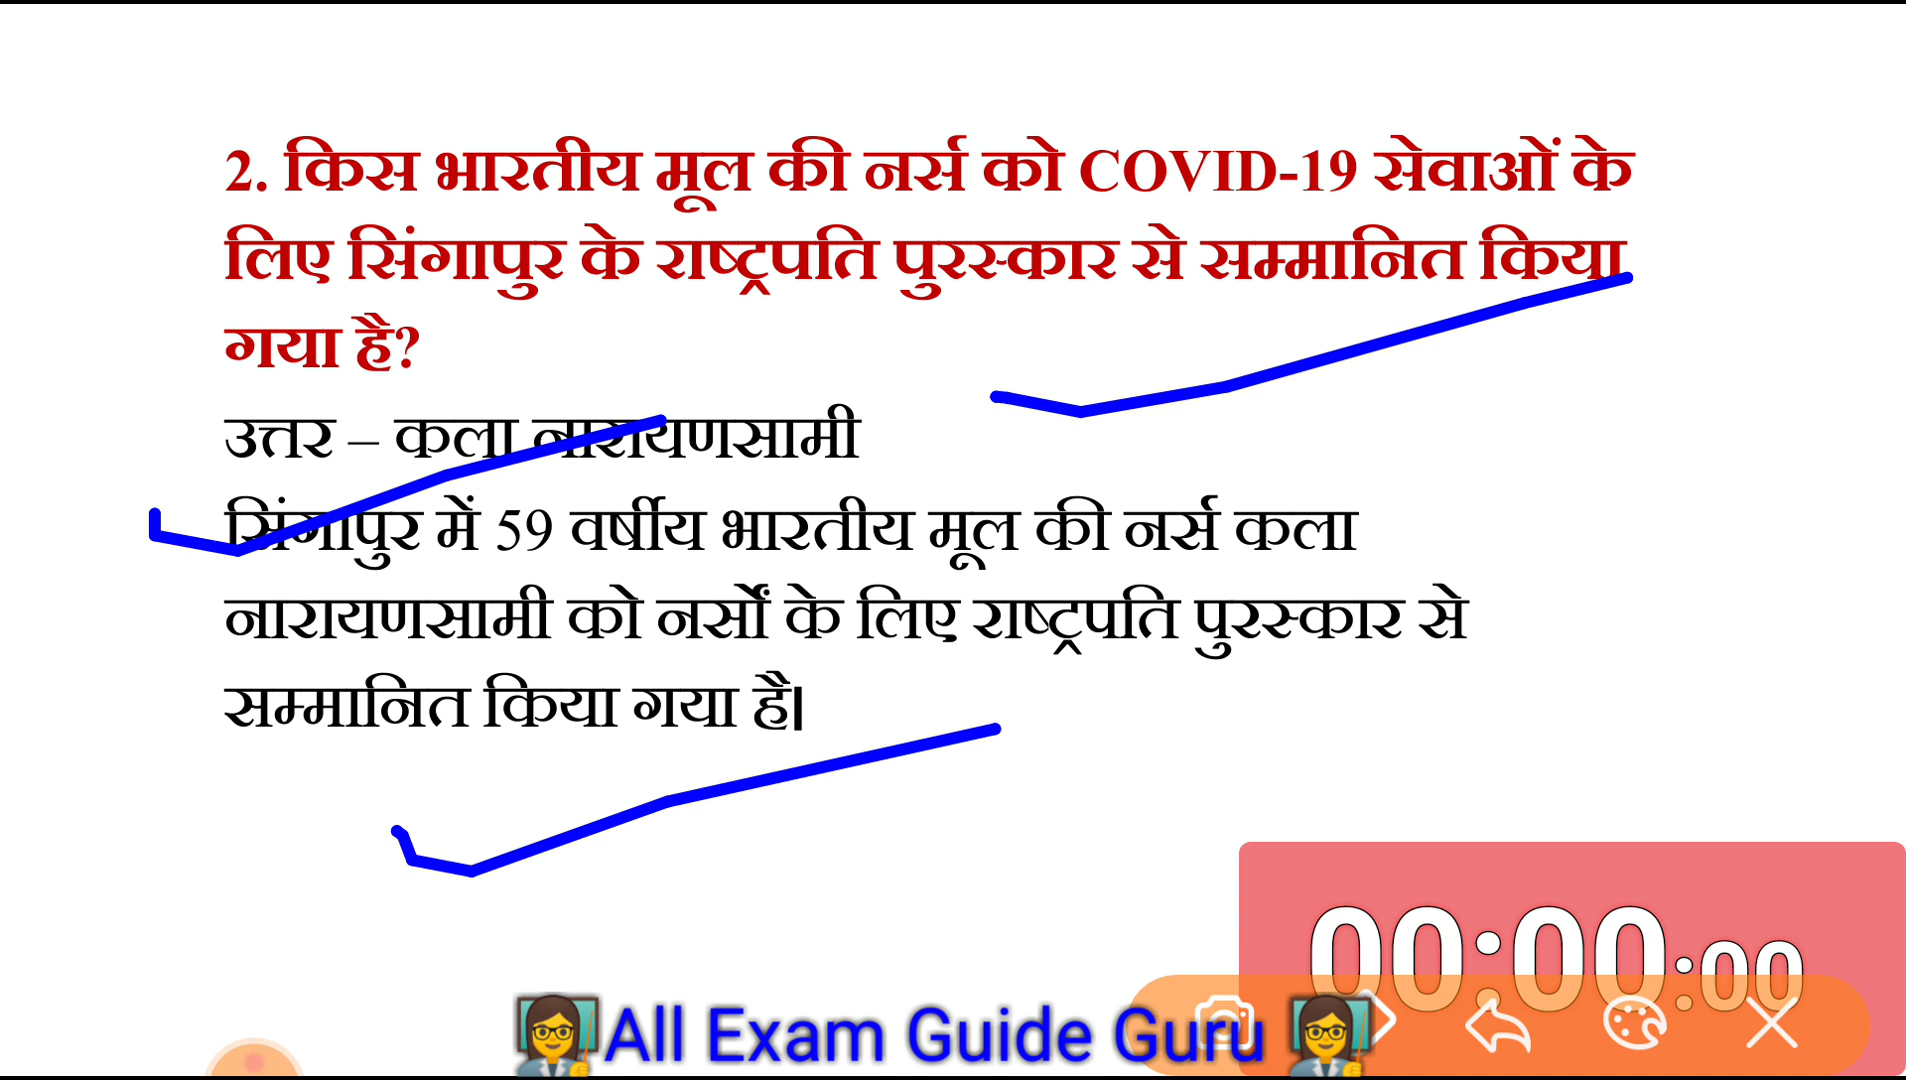 2. किस भारतीय मूल की नर्स को COVID-19 सेवाओं के
लिए सिंगापुर के राष्ट्रपति पुरस्कार से सम्मानित किया
गया है?
उत्तर – कला नारायणसामी
सिंगापुर में 59 वर्षीय भारतीय मूल की नर्स कला
नारायणसामी को नर्सों के लिए राष्ट्रपति पुरस्कार से
सम्मानित किया गया है|
00:00:00
All Exam Guide Guru